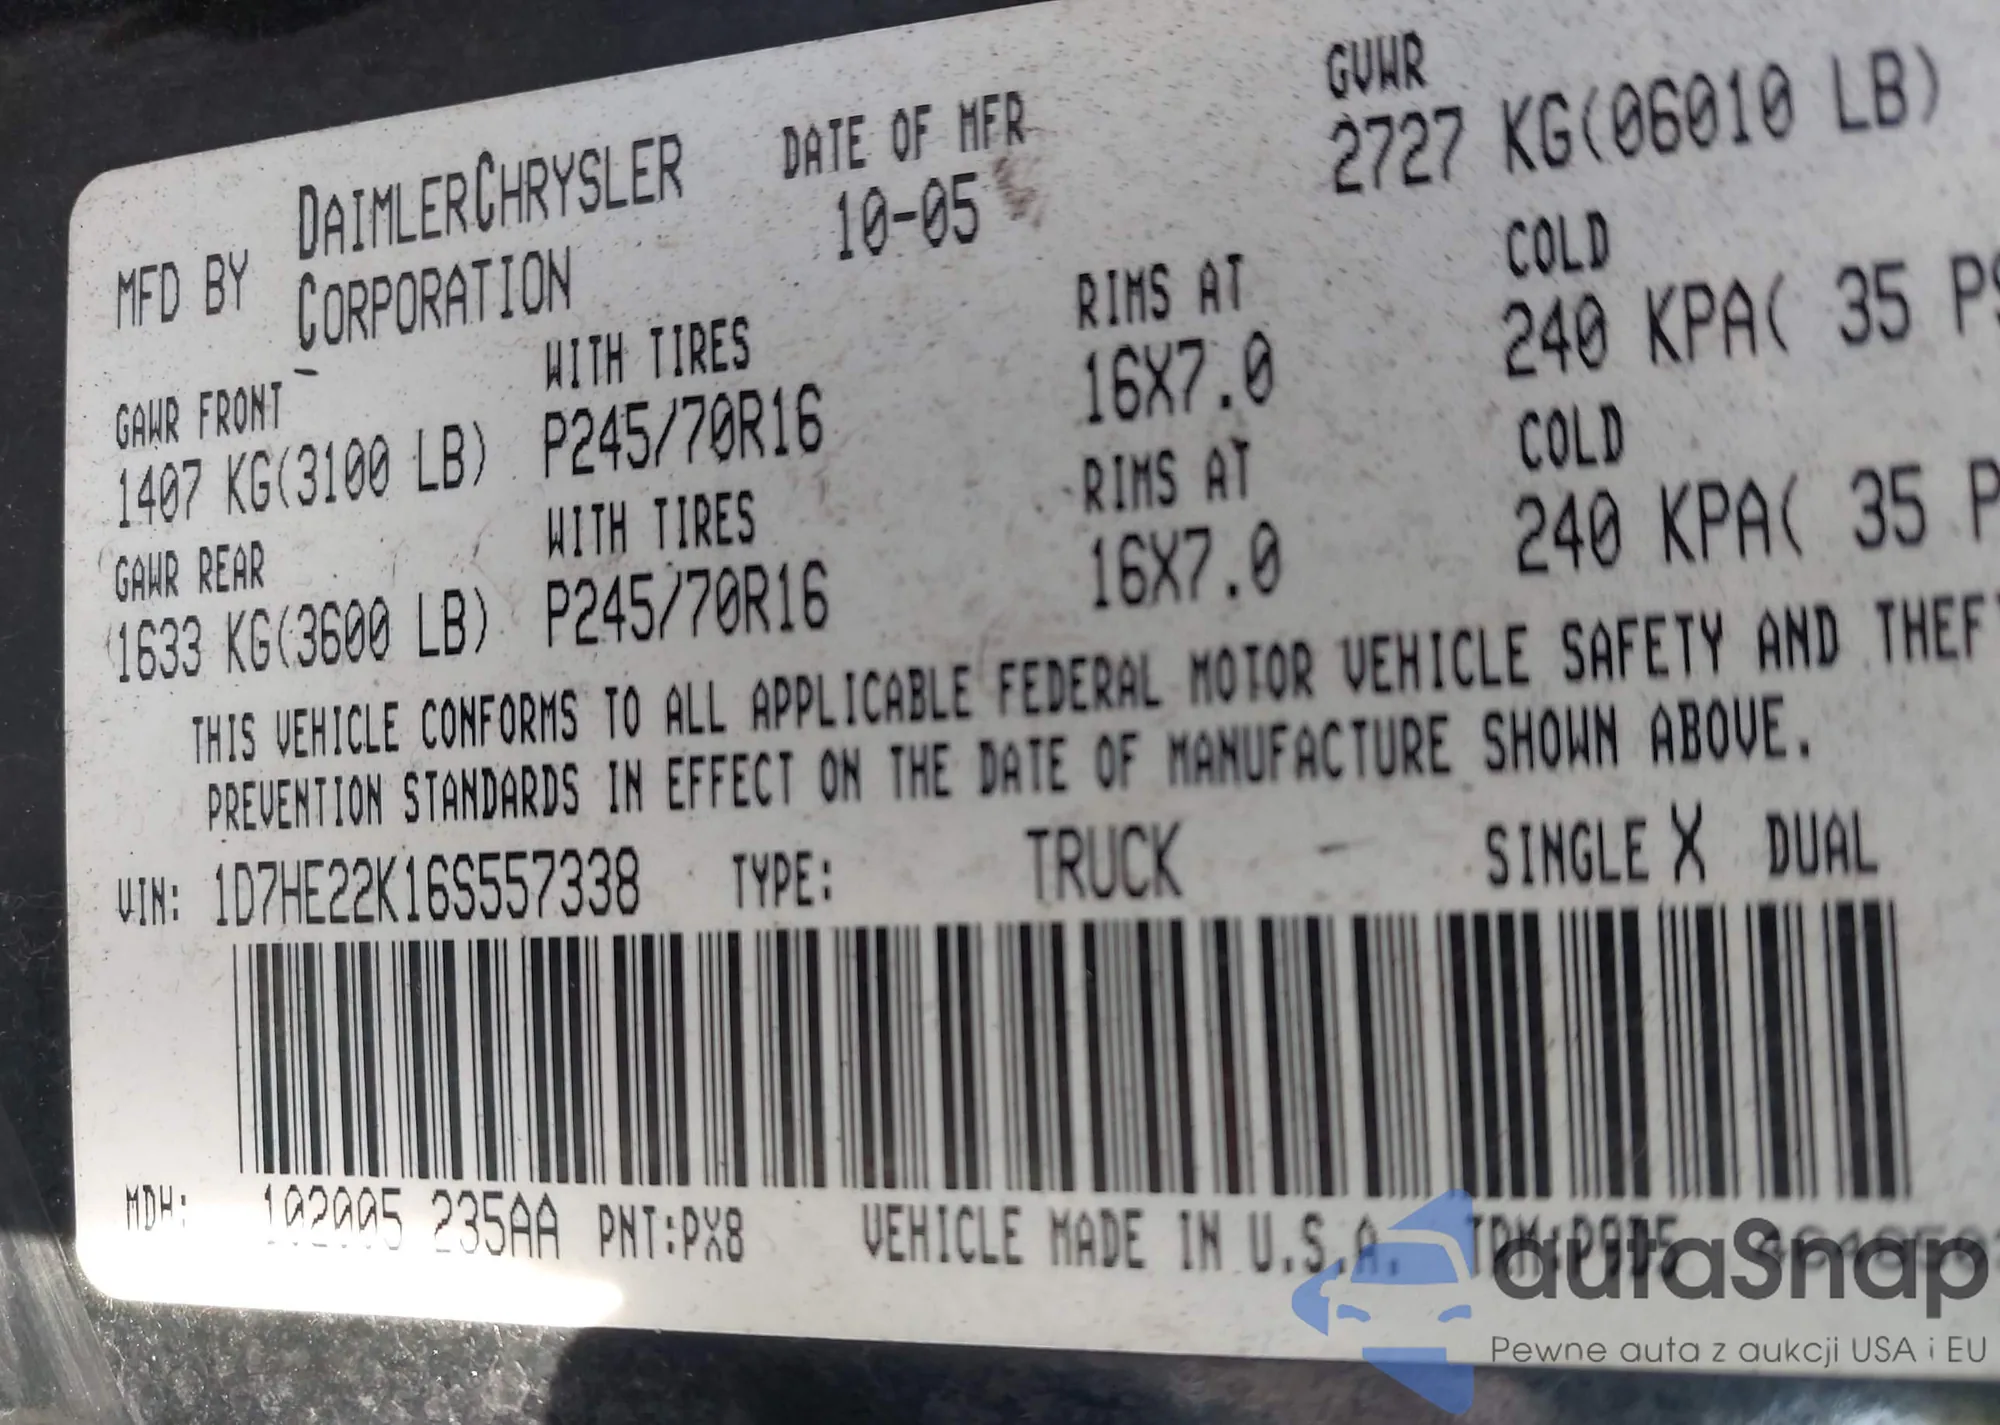 MFD BY DAIMLERCHRYSLER CORPORATION
DATE OF MFR
10-05
GVWR
2727 KG(06010 LB)
GAWR FRONT WITH TIRES RIMS AT COLD
1407 KG(3100 LB) P245/70R16 16X7.0 240 KPA( 35
GAWR REAR WITH TIRES RIMS AT COLD
1633 KG(3600 LB) P245/70R16 16X7.0 240 KPA( 35
THIS VEHICLE CONFORMS TO ALL APPLICABLE FEDERAL MOTOR VEHICLE SAFETY AND THEF
PREVENTION STANDARDS IN EFFECT ON THE DATE OF MANUFACTURE SHOWN ABOVE.
VIN: 1D7HE22K16S557338 TYPE: TRUCK SINGLE X DUAL
MDH: 102005 235AA PNT:PX8 VEHICLE MADE IN U.S.A.
autaSnap
Pewne auta z aukcji USA i EU